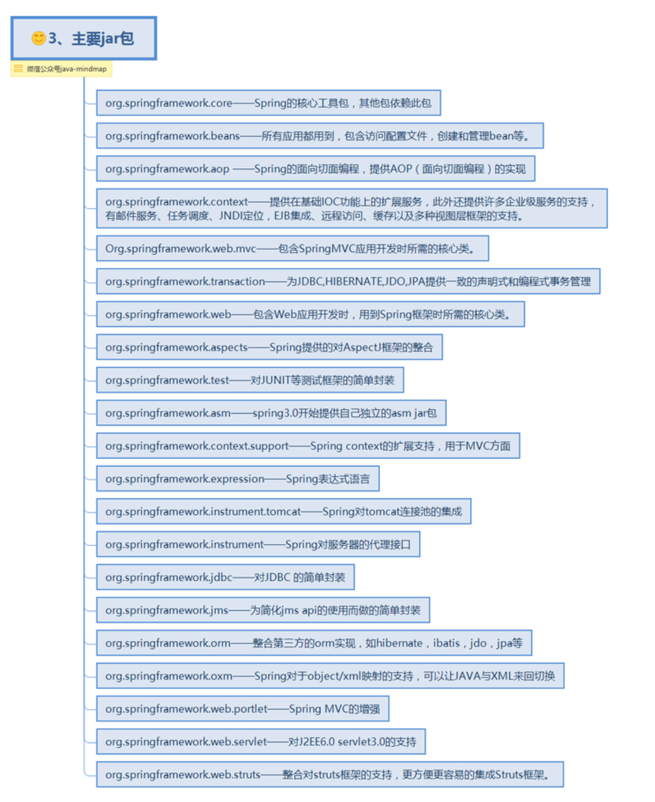 3、主要jar包
微信公众号java-mindmap
org.springframework.core——Spring的核心工具包，其他包依赖此包
org.springframework.beans——所有应用都用到，包含访问配置文件，创建和管理bean等。
org.springframework.aop ——Spring的面向切面编程，提供AOP（面向切面编程）的实现
org.springframework.context——提供在基础IOC功能上的扩展服务，此外还提供许多企业级服务的支持，
有邮件服务、任务调度、JNDI定位，EJB集成、远程访问、缓存以及多种视图层框架的支持。
Org.springframework.web.mvc——包含SpringMVC应用开发时所需的核心类。
org.springframework.transaction——为JDBC,HIBERNATE,JDO,JPA提供一致的声明式和编程式事务管理
org.springframework.web——包含Web应用开发时，用到Spring框架时所需的核心类。
org.springframework.aspects——Spring提供的对AspectJ框架的整合
org.springframework.test——对JUNIT等测试框架的简单封装
org.springframework.asm——spring3.0开始提供自己独立的asm jar包
org.springframework.context.support——Spring context的扩展支持，用于MVC方面
org.springframework.expression——Spring表达式语言
org.springframework.instrument.tomcat——Spring对tomcat连接池的集成
org.springframework.instrument——Spring对服务器的代理接口
org.springframework.jdbc——对JDBC 的简单封装
org.springframework.jms——为简化jms api的使用而做的简单封装
org.springframework.orm——整合第三方的orm实现，如hibernate，ibatis，jdo，jpa等
org.springframework.oxm——Spring对于object/xml映射的支持，可以让JAVA与XML来回切换
org.springframework.web.portlet——Spring MVC的增强
org.springframework.web.servlet——对J2EE6.0 servlet3.0的支持
org.springframework.web.struts——整合对struts框架的支持，更方便更容易的集成Struts框架。